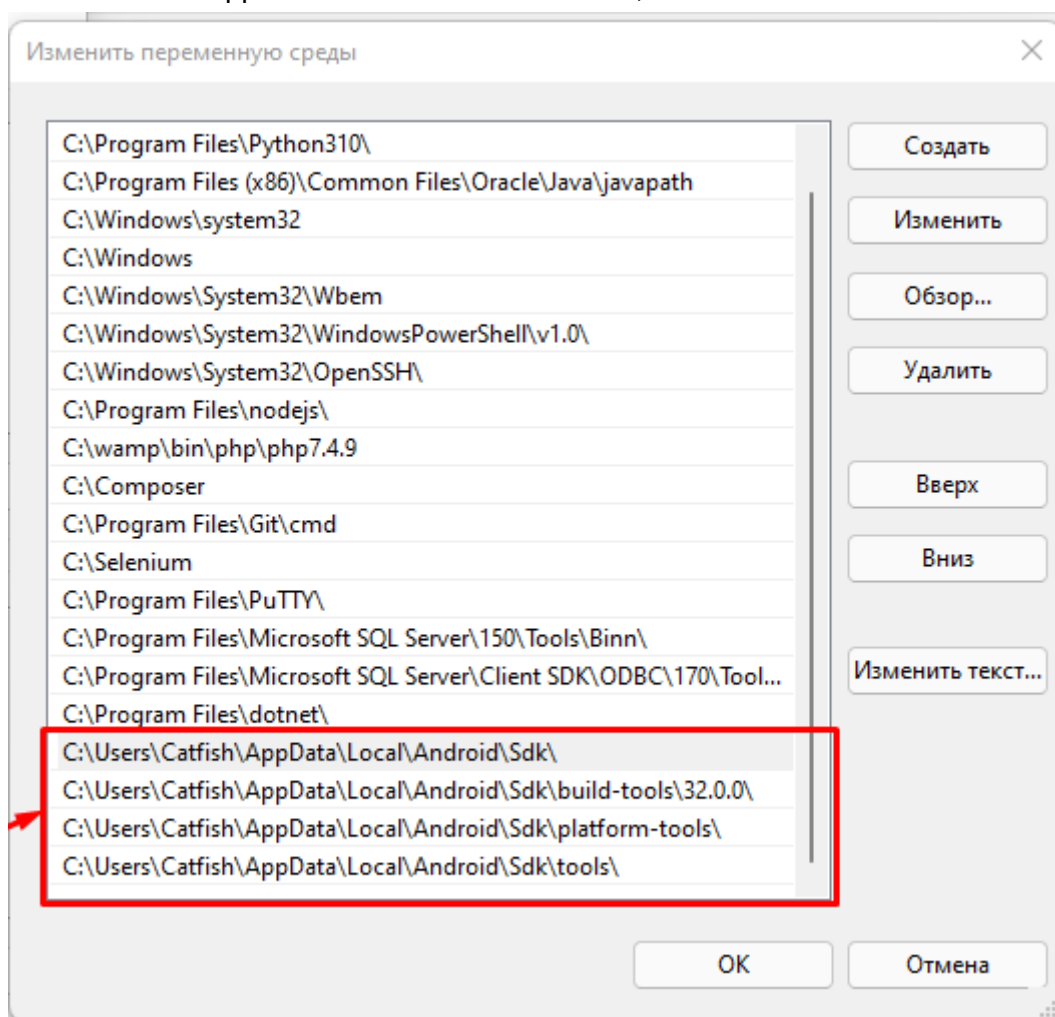 Изменить переменную среды
C:\Program Files\Python310\
C:\Program Files (x86)\Common Files\Oracle\Java\javapath
C:\Windows\system32
C:\Windows
C:\Windows\System32\Wbem
C:\Windows\System32\WindowsPowerShell\v1.0\
C:\Windows\System32\OpenSSH\
C:\Program Files\nodejs\
C:\wamp\bin\php\php7.4.9
C:\Composer
C:\Program Files\Git\cmd
C:\Selenium
C:\Program Files\PuTTY\
C:\Program Files\Microsoft SQL Server\150\Tools\Binn\
C:\Program Files\Microsoft SQL Server\Client SDK\ODBC\170\Tool...
C:\Program Files\dotnet\
C:\Users\Catfish\AppData\Local\Android\Sdk\
C:\Users\Catfish\AppData\Local\Android\Sdk\build-tools\32.0.0\
C:\Users\Catfish\AppData\Local\Android\Sdk\platform-tools\
C:\Users\Catfish\AppData\Local\Android\Sdk\tools\
Создать
Изменить
Обзор...
Удалить
Вверх
Вниз
Изменить текст...
ОК
Отмена